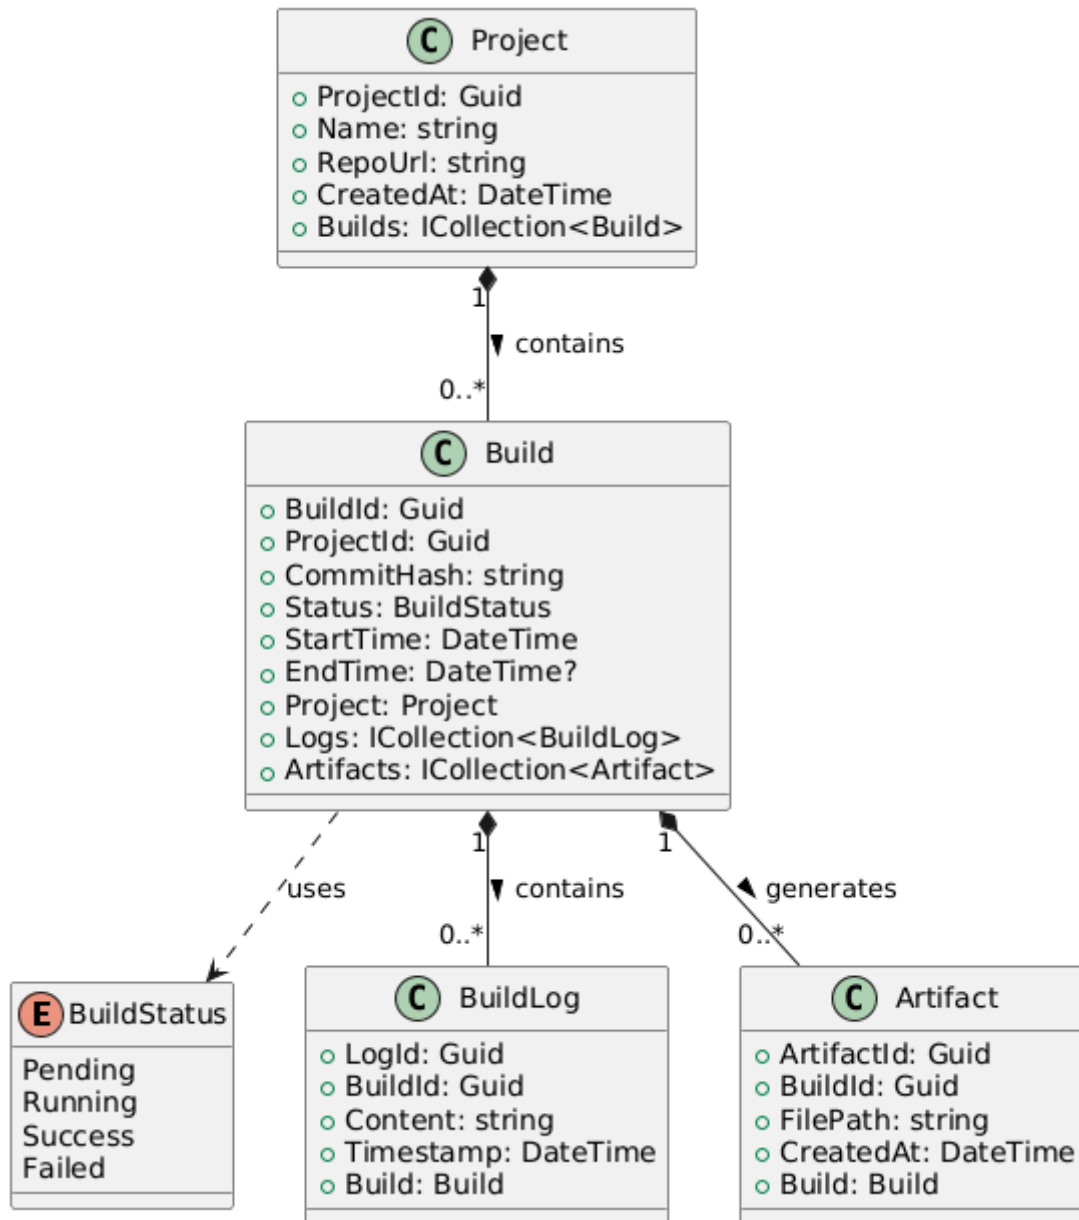 C Project
ProjectId: Guid
Name: string
RepoUrl: string
CreatedAt: DateTime
Builds: ICollection<Build>
1
contains
0..*
C Build
BuildId: Guid
ProjectId: Guid
CommitHash: string
Status: BuildStatus
StartTime: DateTime
EndTime: DateTime?
Project: Project
Logs: ICollection<BuildLog>
Artifacts: ICollection<Artifact>
1 1
uses contains generates
0..* 0..*
E BuildStatus
Pending
Running
Success
Failed
C BuildLog
LogId: Guid
BuildId: Guid
Content: string
Timestamp: DateTime
Build: Build
C Artifact
ArtifactId: Guid
BuildId: Guid
FilePath: string
CreatedAt: DateTime
Build: Build